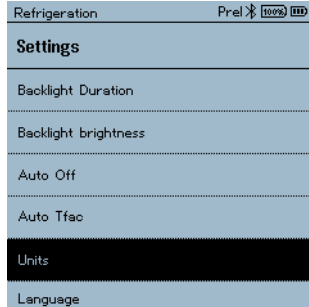 Refrigeration Prel 100%
Settings
Backlight Duration
Backlight brightness
Auto Off
Auto Tfac
Units
Language